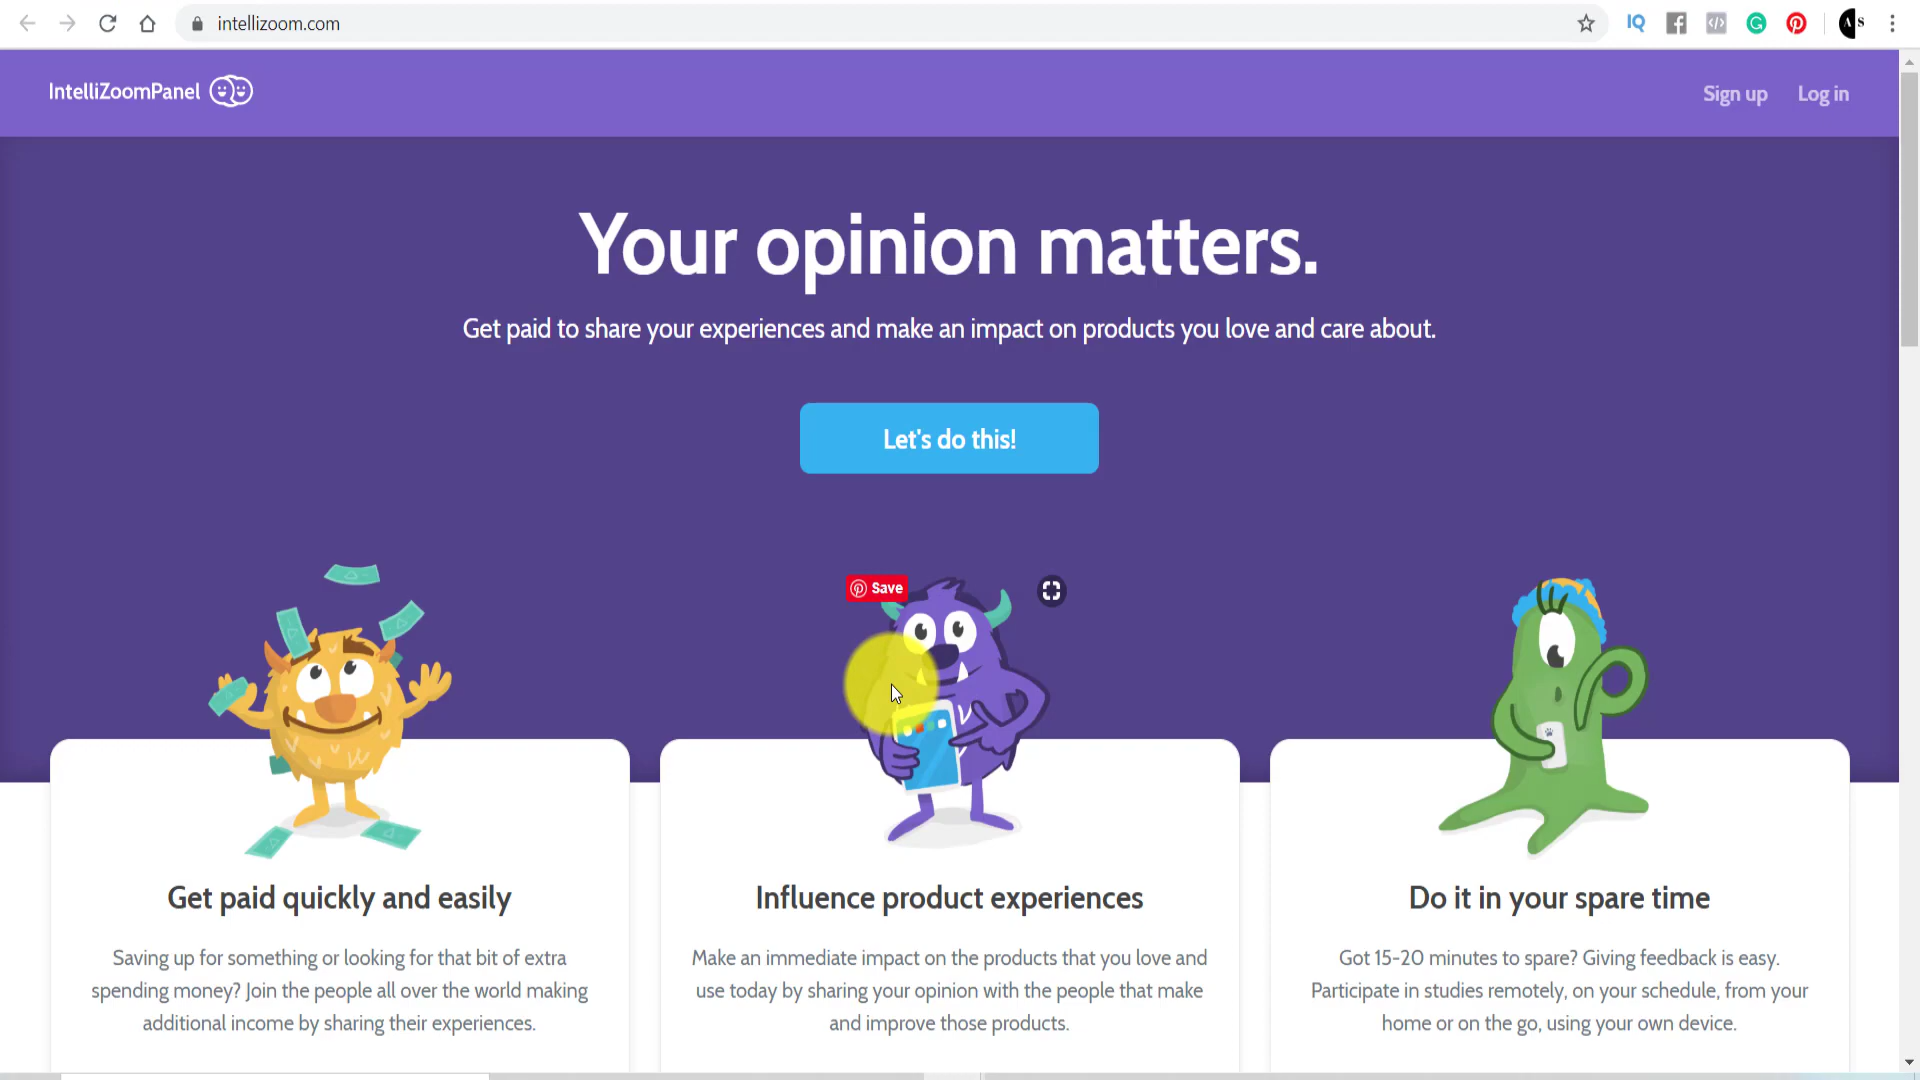 intellizoom.com
IntelliZoomPanel
Sign up
Log in
Your opinion matters.
Get paid to share your experiences and make an impact on products you love and care about.
Let's do this!
Save
Get paid quickly and easily
Saving up for something or looking for that bit of extra
spending money? Join the people all over the world making
additional income by sharing their experiences.
Influence product experiences
Make an immediate impact on the products that you love and
use today by sharing your opinion with the people that make
and improve those products.
Do it in your spare time
Got 15-20 minutes to spare? Giving feedback is easy.
Participate in studies remotely, on your schedule, from your
home or on the go, using your own device.